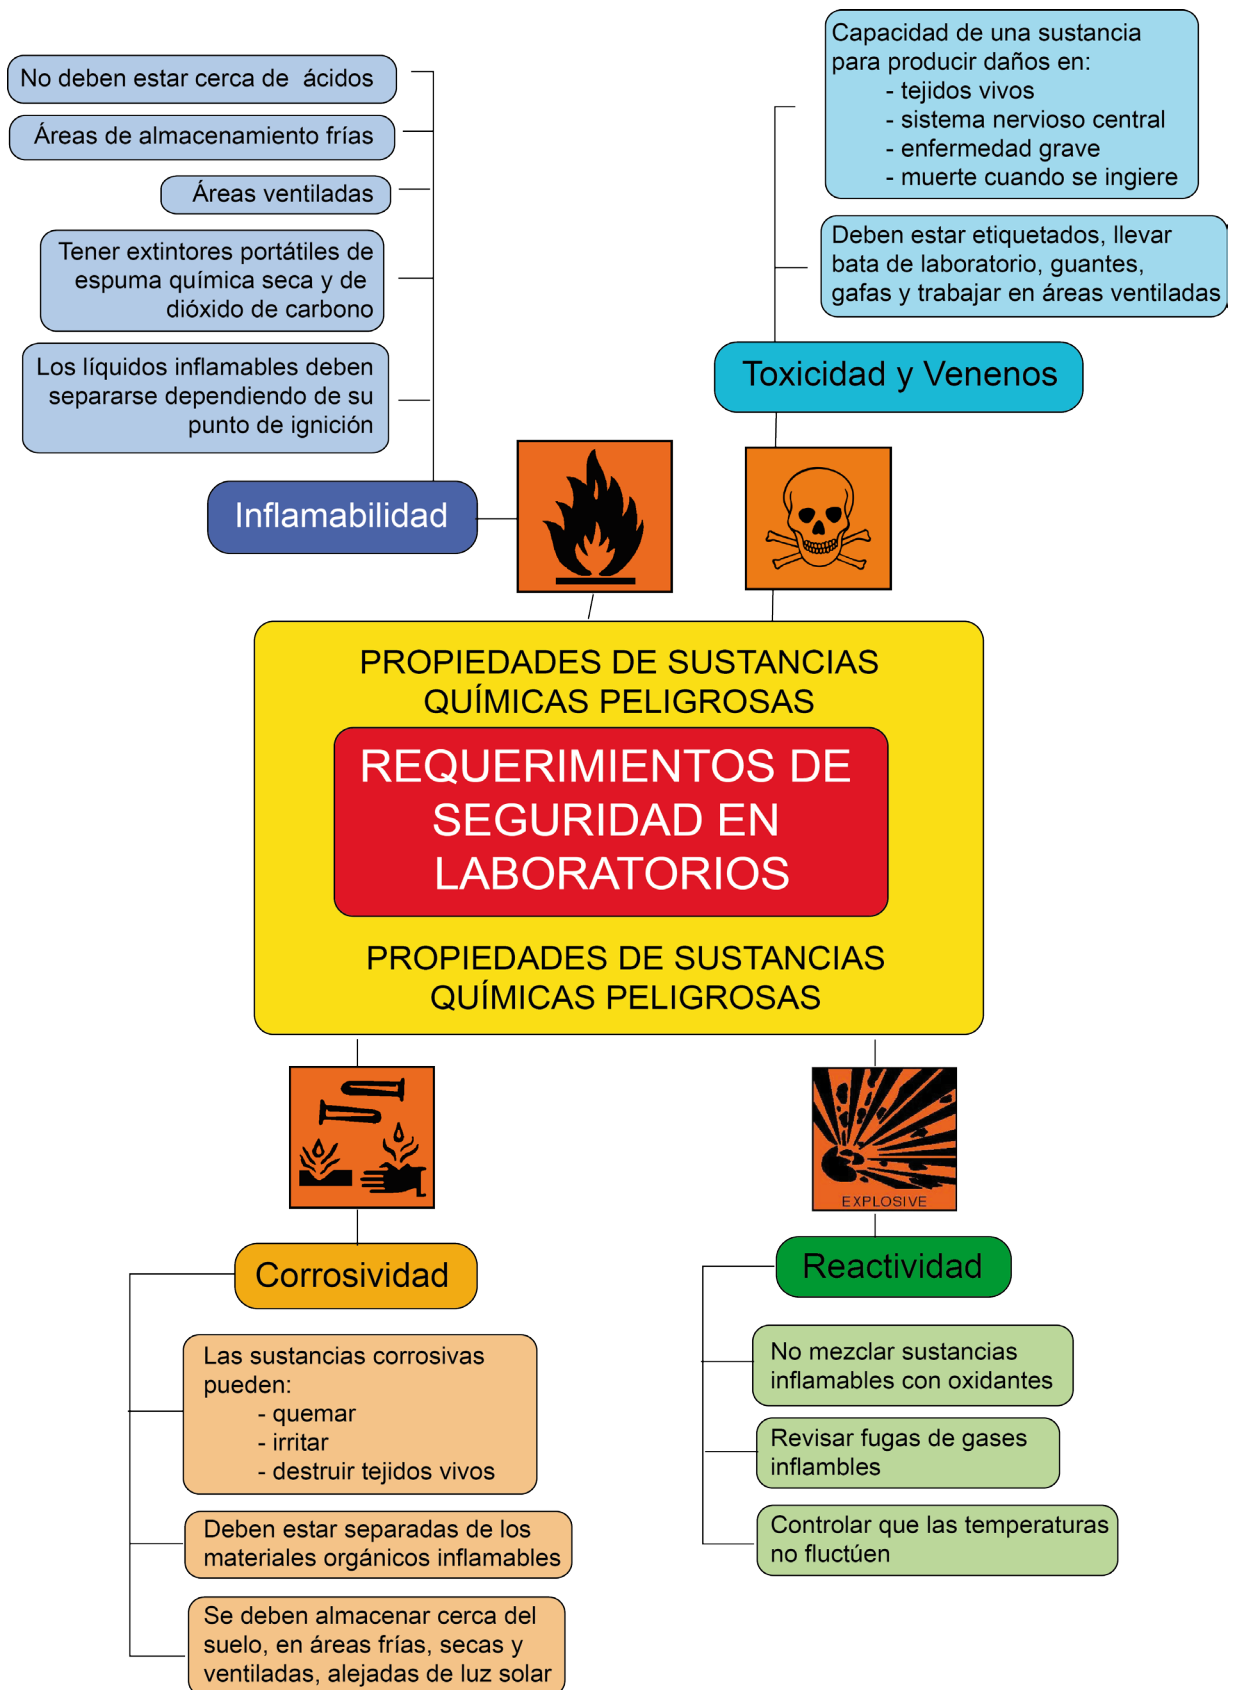 No deben estar cerca de ácidos
Áreas de almacenamiento frías
Áreas ventiladas
Tener extintores portátiles de
espuma química seca y de
dióxido de carbono
Los líquidos inflamables deben
separarse dependiendo de su
punto de ignición
Inflamabilidad
Capacidad de una sustancia
para producir daños en:
- tejidos vivos
- sistema nervioso central
- enfermedad grave
- muerte cuando se ingiere
Deben estar etiquetados, llevar
bata de laboratorio, guantes,
gafas y trabajar en áreas ventiladas
Toxicidad y Venenos
PROPIEDADES DE SUSTANCIAS
QUÍMICAS PELIGROSAS
REQUERIMIENTOS DE
SEGURIDAD EN
LABORATORIOS
PROPIEDADES DE SUSTANCIAS
QUÍMICAS PELIGROSAS
Corrosividad
Las sustancias corrosivas
pueden:
- quemar
- irritar
- destruir tejidos vivos
Deben estar separadas de los
materiales orgánicos inflamables
Se deben almacenar cerca del
suelo, en áreas frías, secas y
ventiladas, alejadas de luz solar
EXPLOSIVE
Reactividad
No mezclar sustancias
inflamables con oxidantes
Revisar fugas de gases
inflambles
Controlar que las temperaturas
no fluctúen